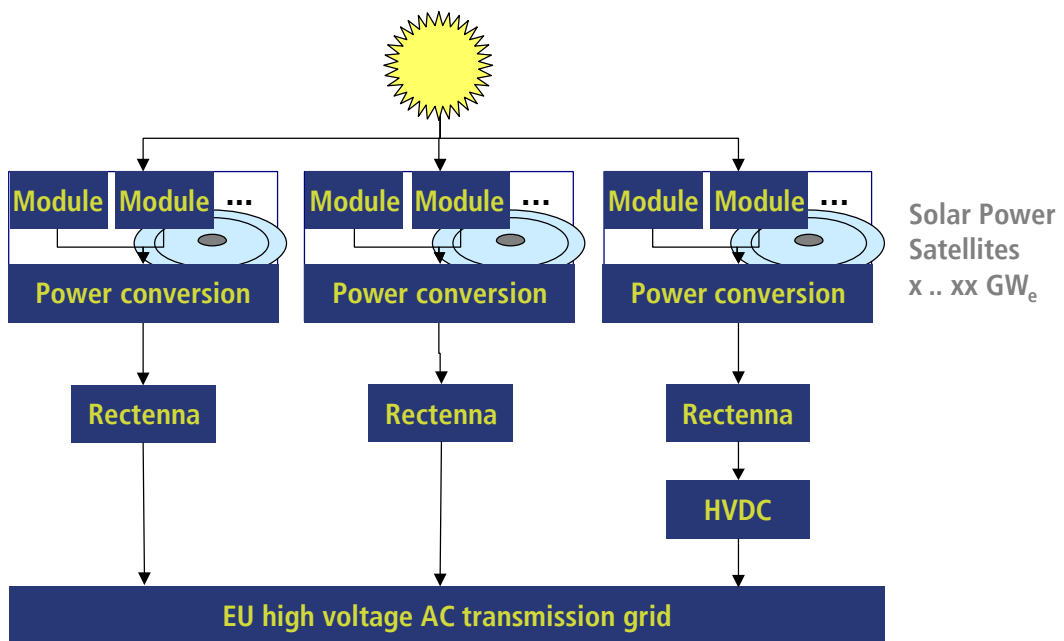 Module Module ... Module Module ... Module Module ...
Solar Power
Satellites
x .. xx GWₑ
Power conversion Power conversion Power conversion
Rectenna Rectenna Rectenna
HVDC
EU high voltage AC transmission grid